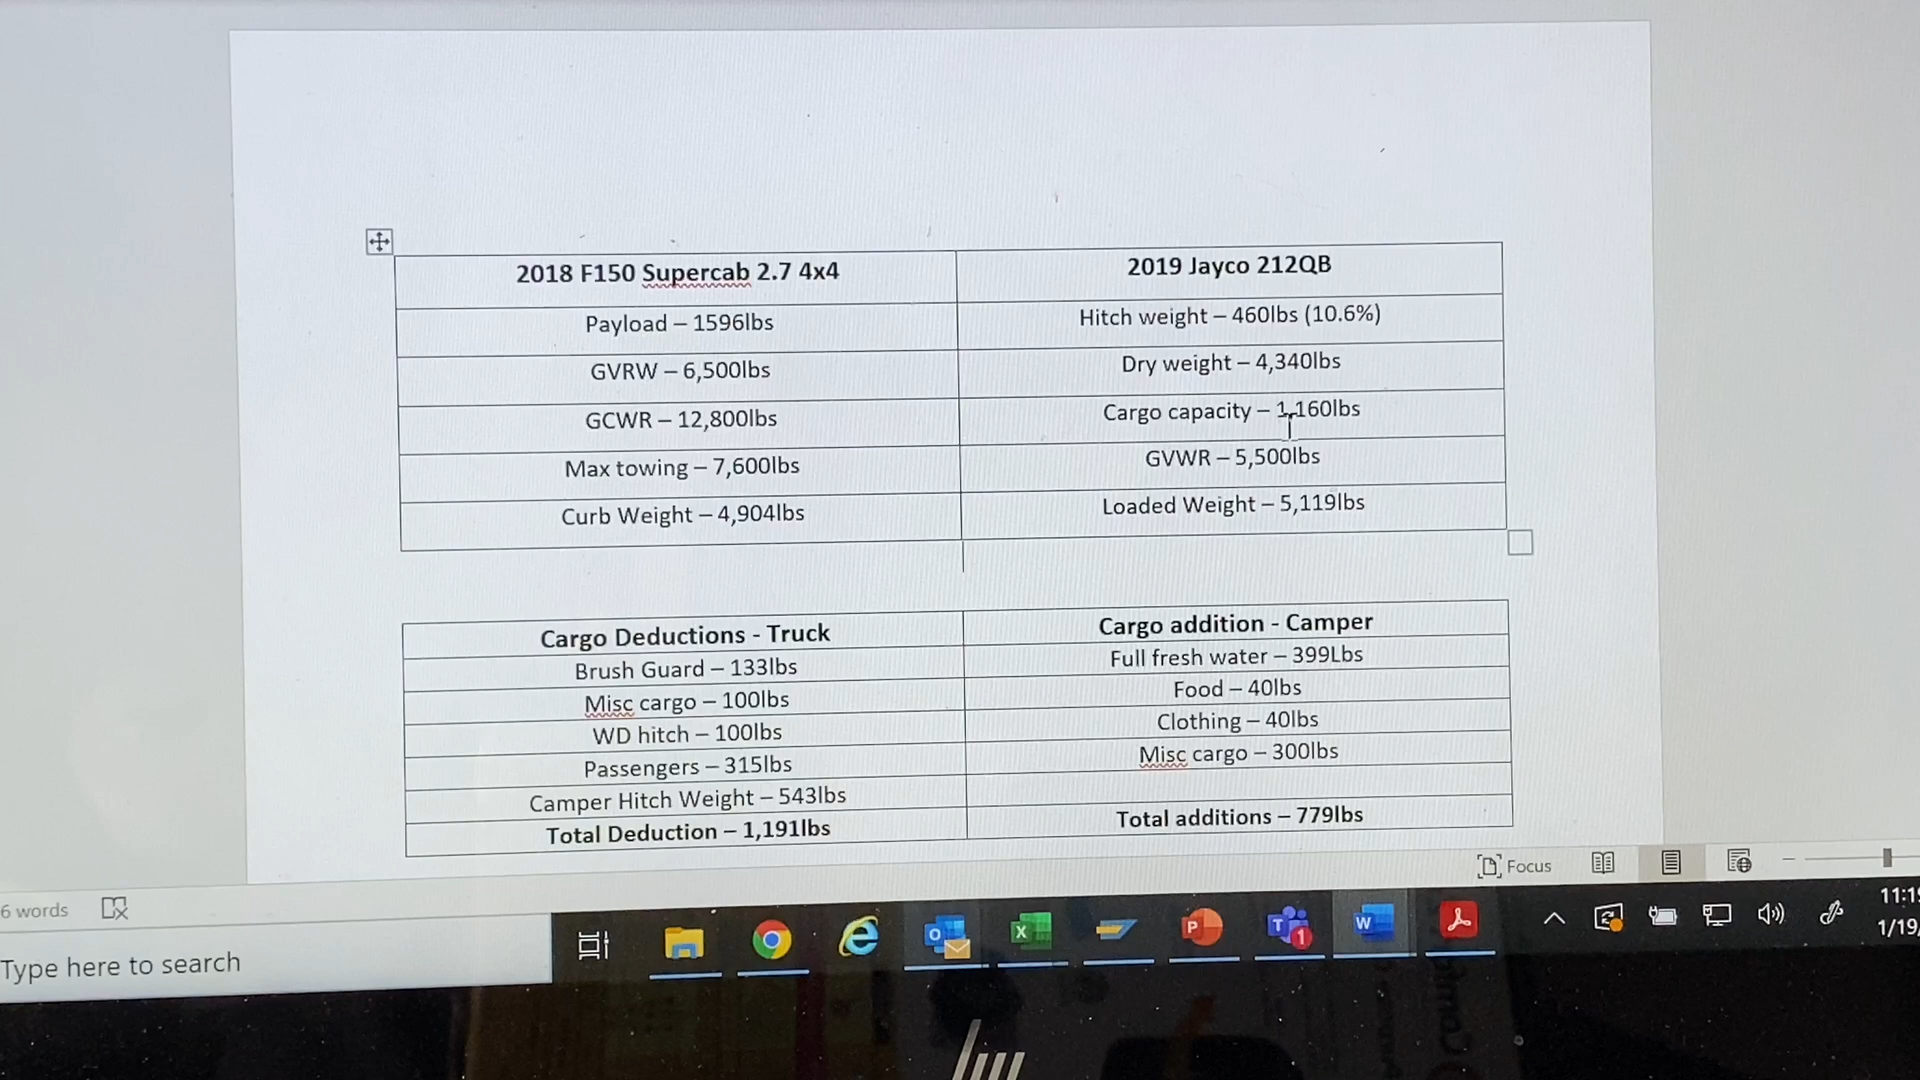 2018 F150 Supercab 2.7 4x4
2019 Jayco 212QB
Payload – 1596lbs
Hitch weight – 460lbs (10.6%)
GVRW – 6,500lbs
Dry weight – 4,340lbs
GCWR – 12,800lbs
Cargo capacity – 1,160lbs
Max towing – 7,600lbs
GVWR – 5,500lbs
Curb Weight – 4,904lbs
Loaded Weight – 5,119lbs
Cargo Deductions - Truck
Cargo addition - Camper
Brush Guard – 133lbs
Full fresh water – 399Lbs
Misc cargo – 100lbs
Food – 40lbs
WD hitch – 100lbs
Clothing – 40lbs
Passengers – 315lbs
Misc cargo – 300lbs
Camper Hitch Weight – 543lbs
Total Deduction – 1,191lbs
Total additions – 779lbs
Focus
6 words
Type here to search
11:19
1/19/
hp